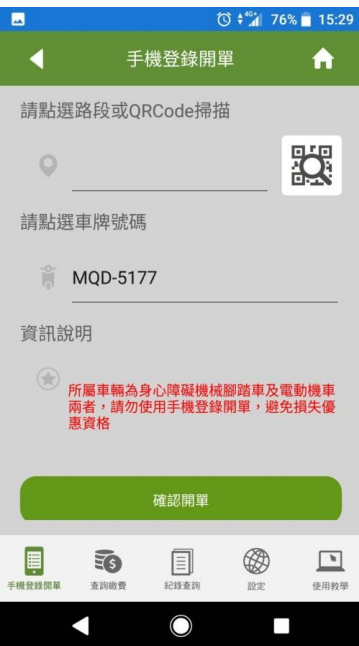 76% 15:29
手機登錄開單
請點選路段或QRCode掃描
請點選車牌號碼
MQD-5177
資訊說明
所屬車輛為身心障礙機械腳踏車及電動機車
兩者，請勿使用手機登錄開單，避免損失優
惠資格
確認開單
手機登錄開單 查詢繳費 紀錄查詢 設定 使用教學